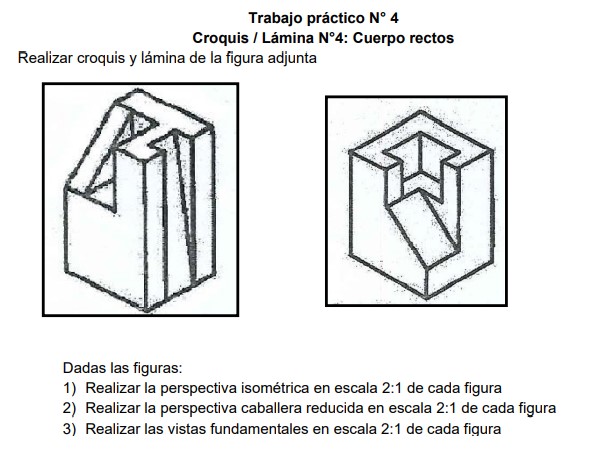 Trabajo práctico N° 4
Croquis / Lámina N°4: Cuerpo rectos
Realizar croquis y lámina de la figura adjunta
Dadas las figuras:
1) Realizar la perspectiva isométrica en escala 2:1 de cada figura
2) Realizar la perspectiva caballera reducida en escala 2:1 de cada figura
3) Realizar las vistas fundamentales en escala 2:1 de cada figura